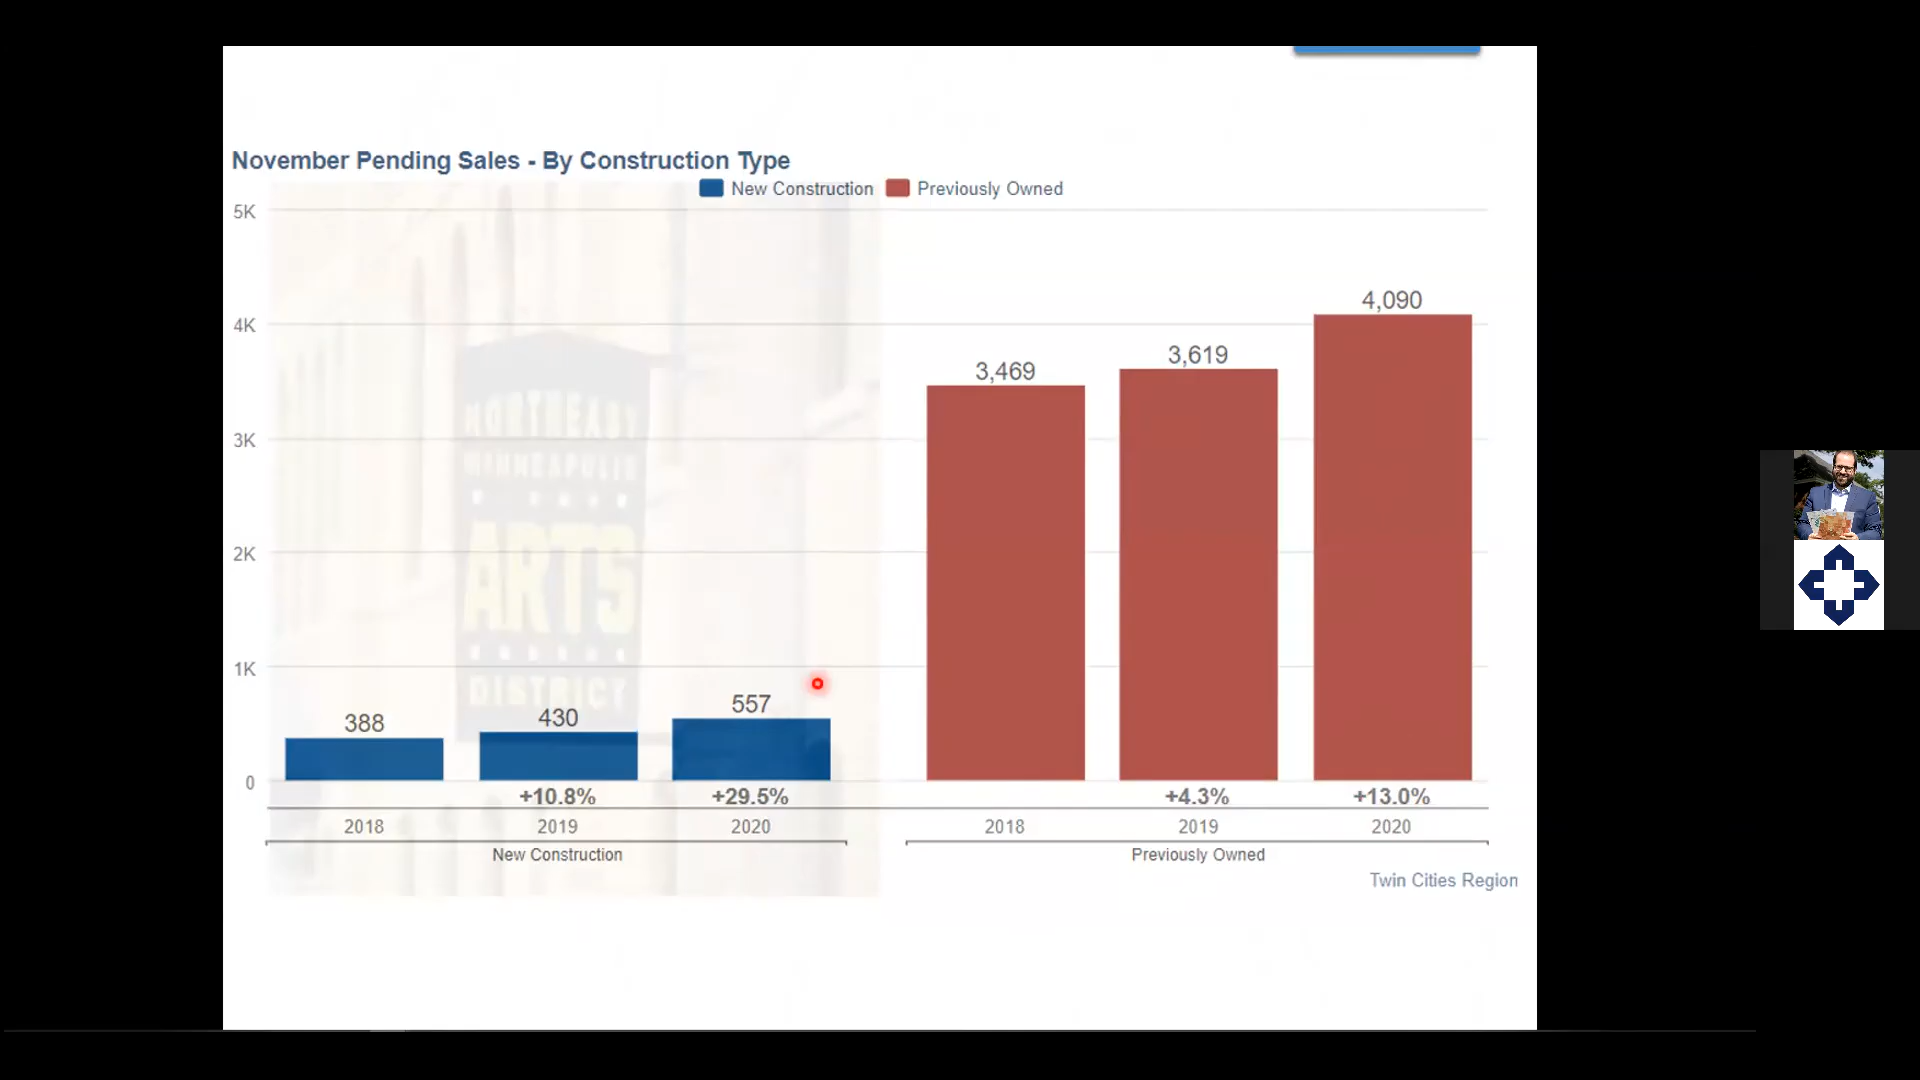 November Pending Sales - By Construction Type
New Construction Previously Owned
5K
4K
3K
2K
1K
0
388
430
557
3,469
3,619
4,090
+10.8% +29.5% +4.3% +13.0%
2018 2019 2020 2018 2019 2020
New Construction Previously Owned
Twin Cities Region
NORTHEAST
MINNEAPOLIS
ARTS
DISTRICT